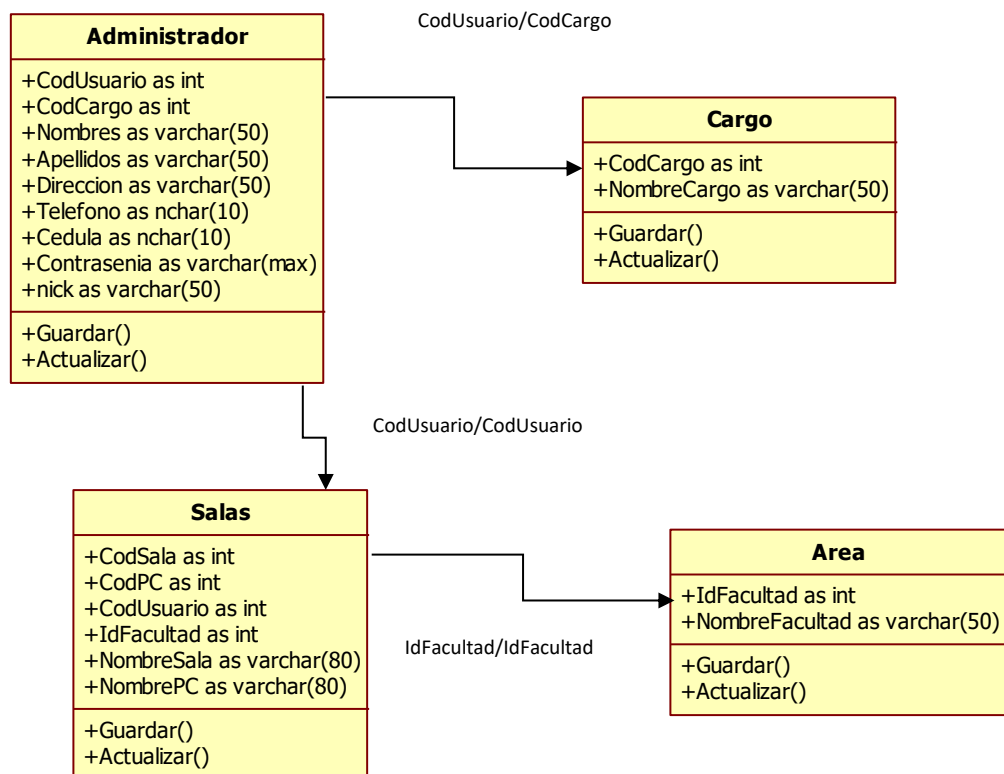 CodUsuario/CodCargo
Administrador
+CodUsuario as int
+CodCargo as int
+Nombres as varchar(50)
+Apellidos as varchar(50)
+Direccion as varchar(50)
+Telefono as nchar(10)
+Cedula as nchar(10)
+Contrasenia as varchar(max)
+nick as varchar(50)
+Guardar()
+Actualizar()
Cargo
+CodCargo as int
+NombreCargo as varchar(50)
+Guardar()
+Actualizar()
CodUsuario/CodUsuario
Salas
+CodSala as int
+CodPC as int
+CodUsuario as int
+IdFacultad as int
+NombreSala as varchar(80)
+NombrePC as varchar(80)
+Guardar()
+Actualizar()
IdFacultad/IdFacultad
Area
+IdFacultad as int
+NombreFacultad as varchar(50)
+Guardar()
+Actualizar()